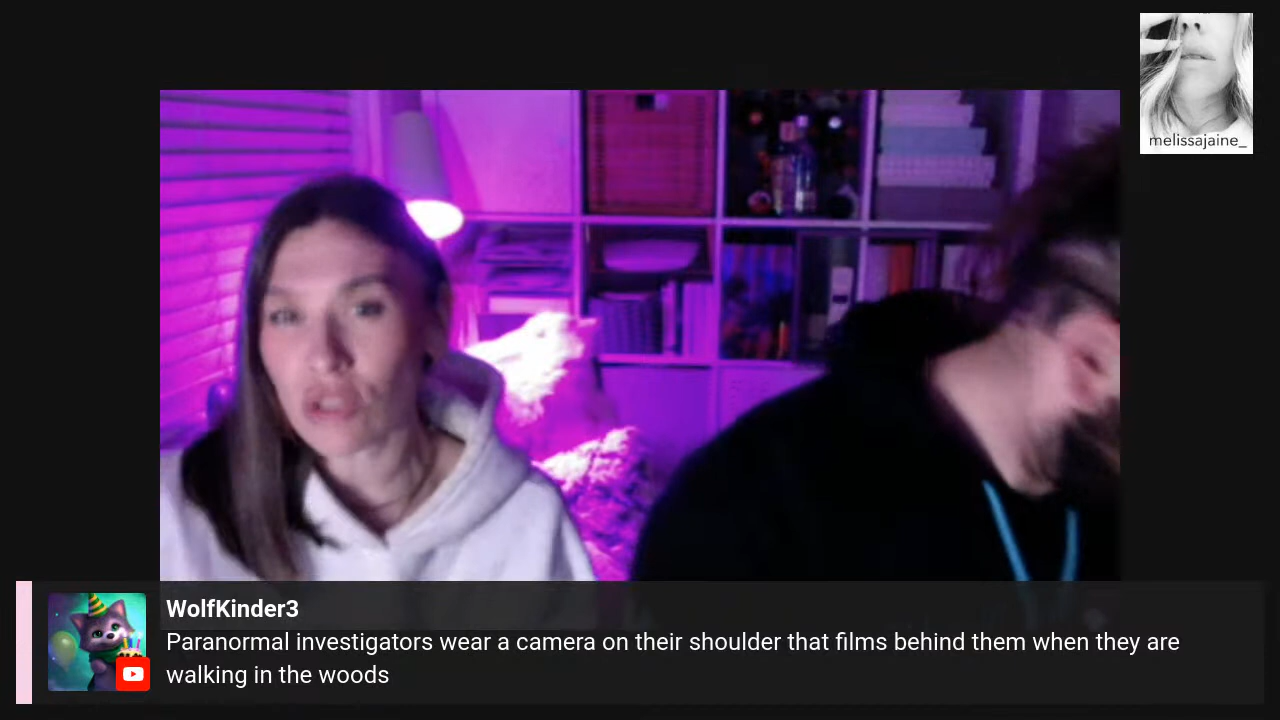 melissajaine_
WolfKinder3
Paranormal investigators wear a camera on their shoulder that films behind them when they are
walking in the woods